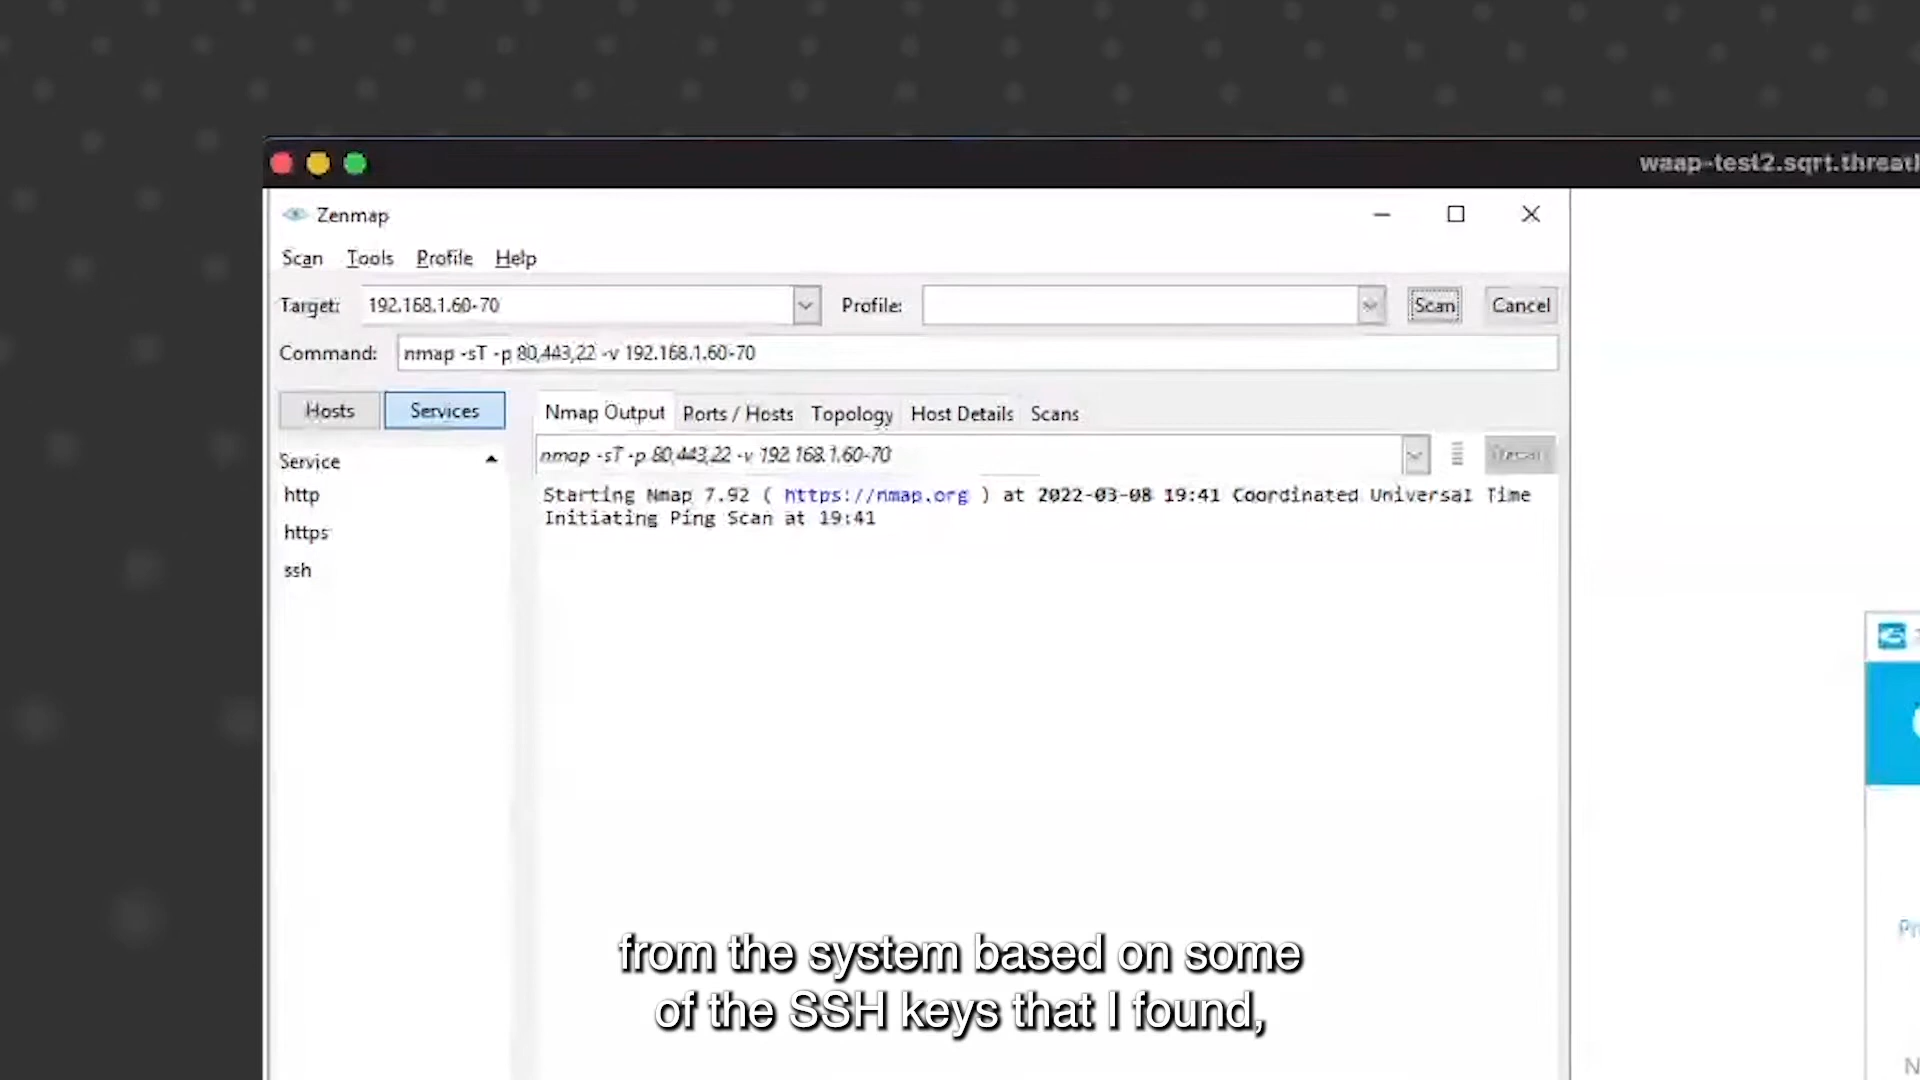 waap-test2.sqrt.threat
Zenmap
Scan Tools Profile Help
Target: 192.168.1.60-70 Profile: Scan Cancel
Command: nmap -sT -p 80,443,22 -v 192.168.1.60-70
Hosts Services
Nmap Output Ports / Hosts Topology Host Details Scans
nmap -sT -p 80,443,22 -v 192.168.1.60-70
Service
http
https
ssh
Starting Nmap 7.92 ( https://nmap.org ) at 2022-03-08 19:41 Coordinated Universal Time
Initiating Ping Scan at 19:41
from the system based on some
of the SSH keys that I found,